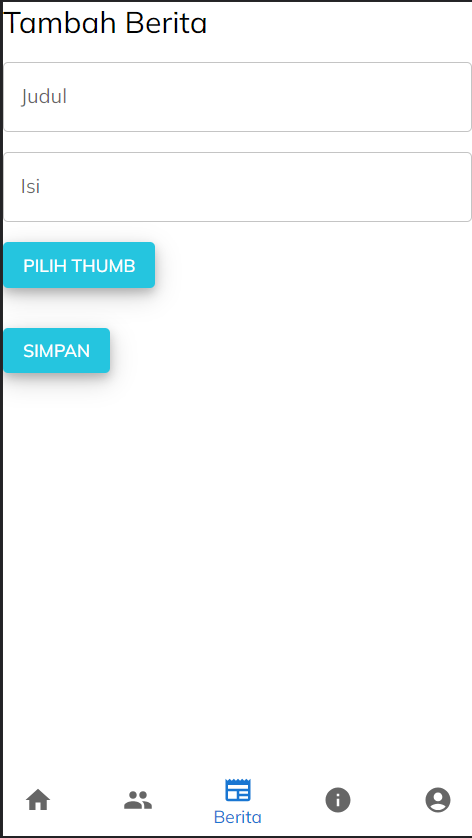 Tambah Berita
Judul
Isi
PILIH THUMB
SIMPAN
Berita